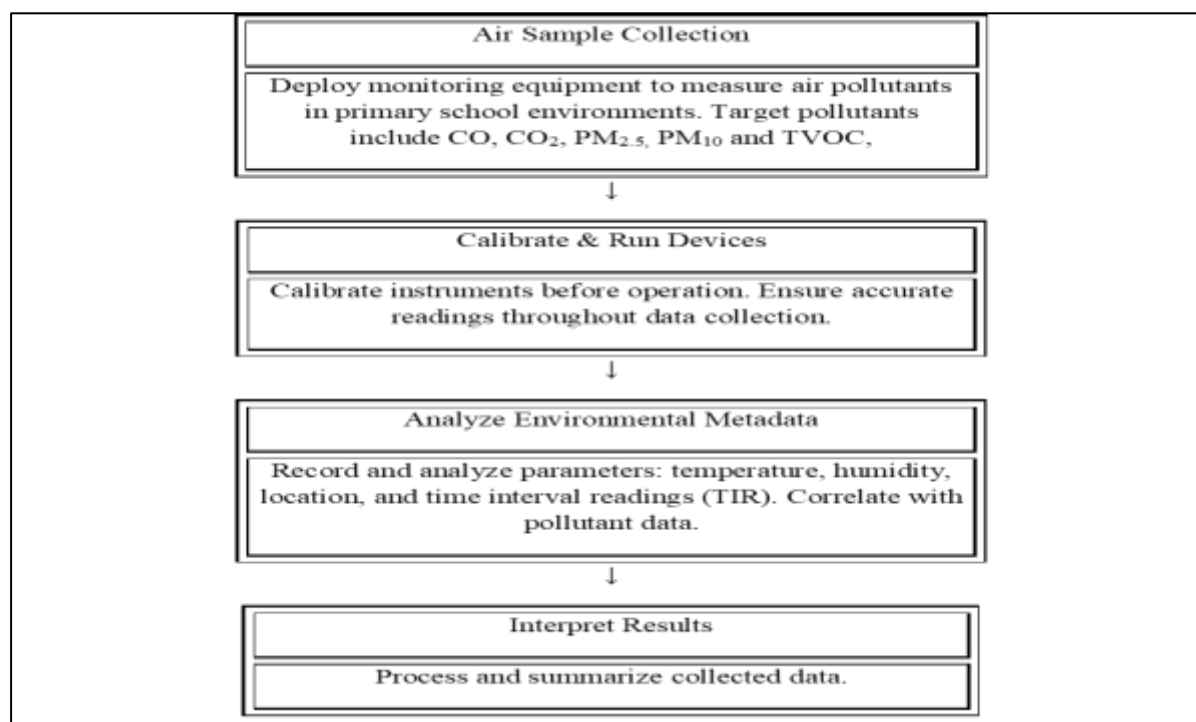 Air Sample Collection
Deploy monitoring equipment to measure air pollutants
in primary school environments. Target pollutants
include CO, CO₂, PM₂.₅, PM₁₀ and TVOC,
↓
Calibrate & Run Devices
Calibrate instruments before operation. Ensure accurate
readings throughout data collection.
↓
Analyze Environmental Metadata
Record and analyze parameters: temperature, humidity,
location, and time interval readings (TIR). Correlate with
pollutant data.
↓
Interpret Results
Process and summarize collected data.